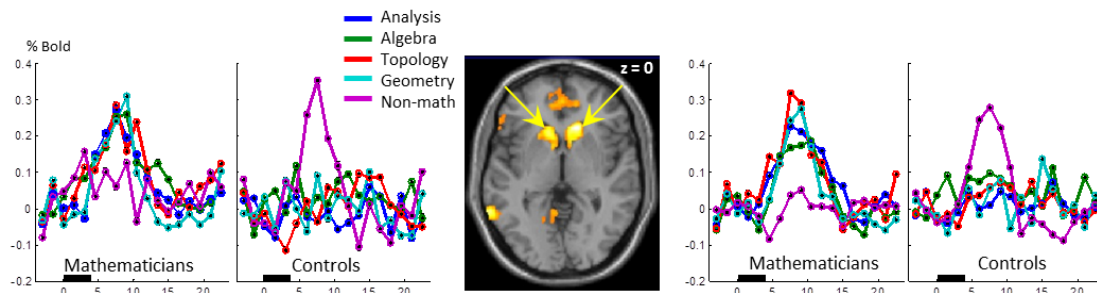 Analysis
Algebra
Topology
Geometry
Non-math
% Bold
z = 0
0.4
0.3
0.2
0.1
0
-0.1
-0.2
Mathematicians
Controls
0 5 10 15 20
0 5 10 15 20
0.4
0.3
0.2
0.1
0
-0.1
-0.2
Mathematicians
Controls
0 5 10 15 20
0 5 10 15 20